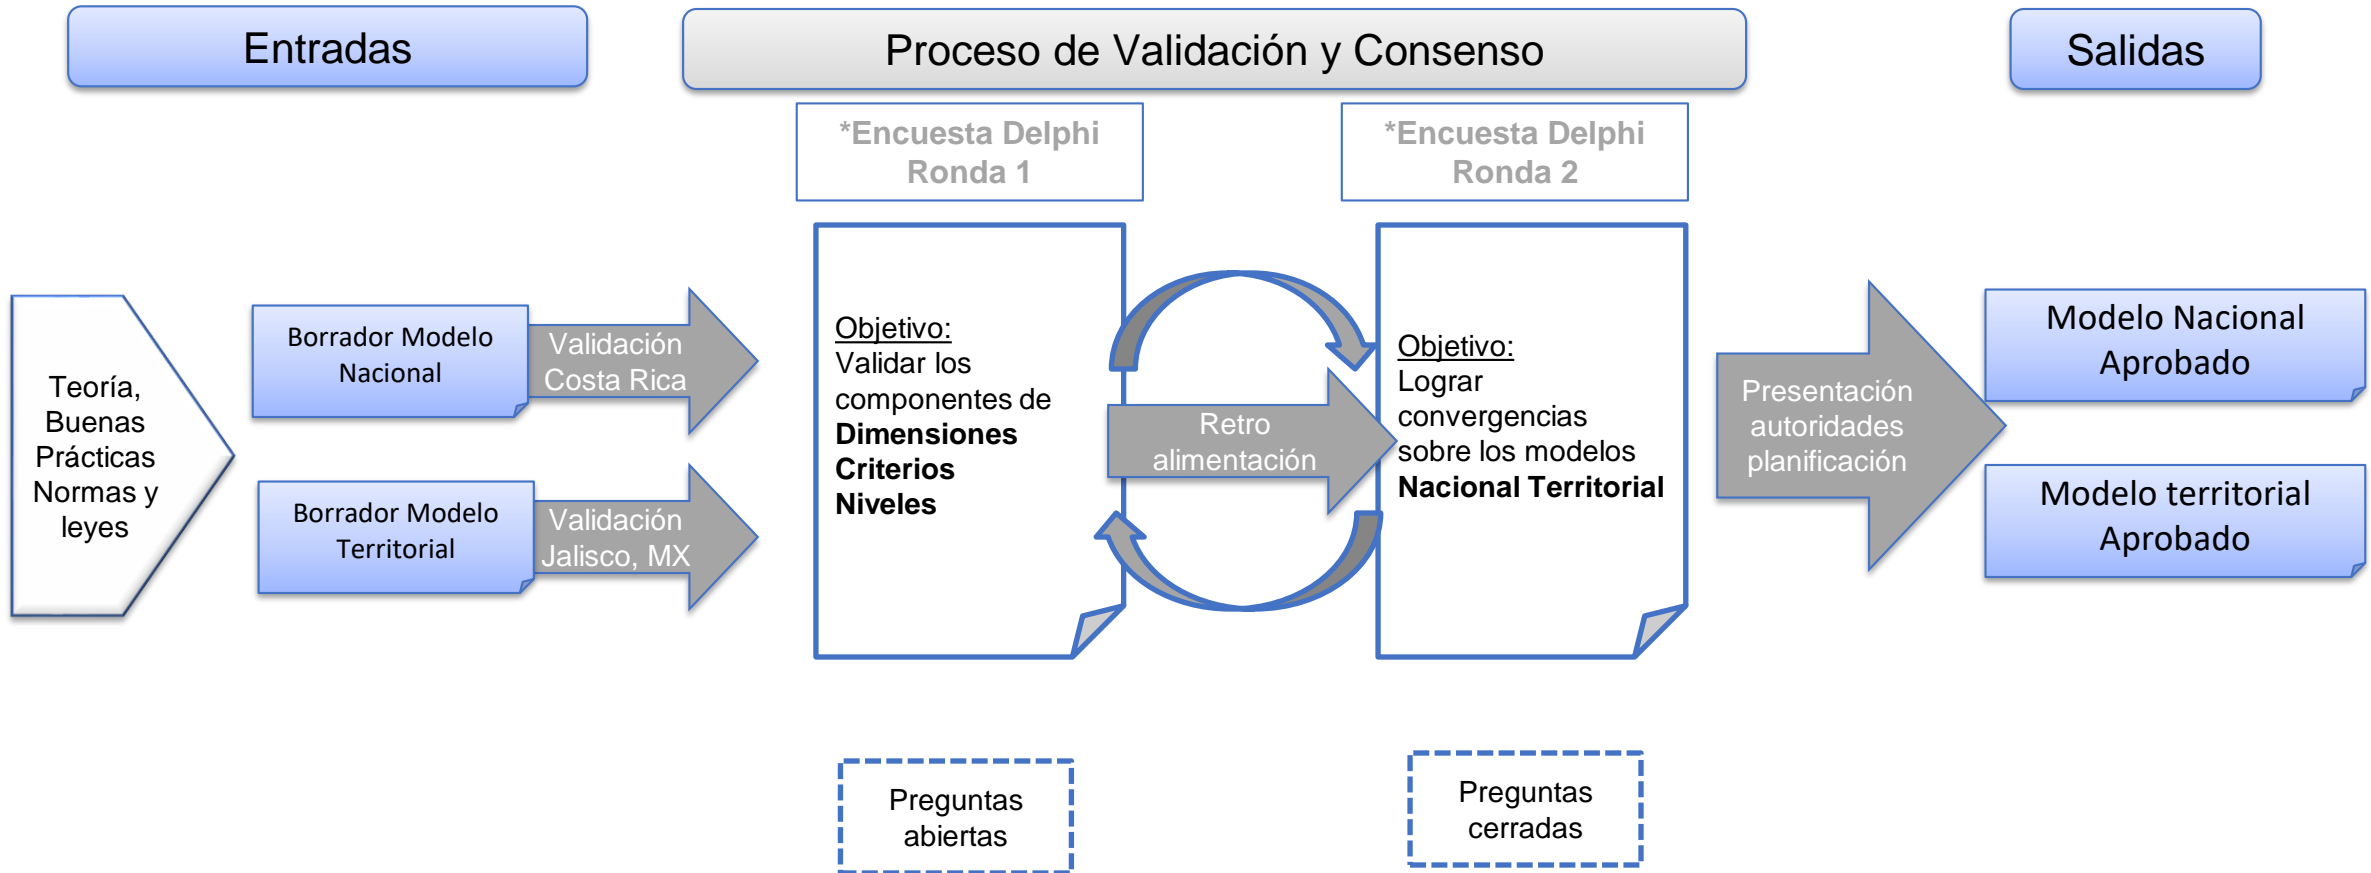 Entradas
Proceso de Validación y Consenso
Salidas
*Encuesta Delphi
Ronda 1
*Encuesta Delphi
Ronda 2
Teoría,
Buenas
Prácticas
Normas y
leyes
Borrador Modelo
Nacional
Validación
Costa Rica
Borrador Modelo
Territorial
Validación
Jalisco, MX
Objetivo:
Validar los
componentes de
Dimensiones
Criterios
Niveles
Retro
alimentación
Objetivo:
Lograr
convergencias
sobre los modelos
Nacional Territorial
Presentación
autoridades
planificación
Modelo Nacional
Aprobado
Modelo territorial
Aprobado
Preguntas
abiertas
Preguntas
cerradas